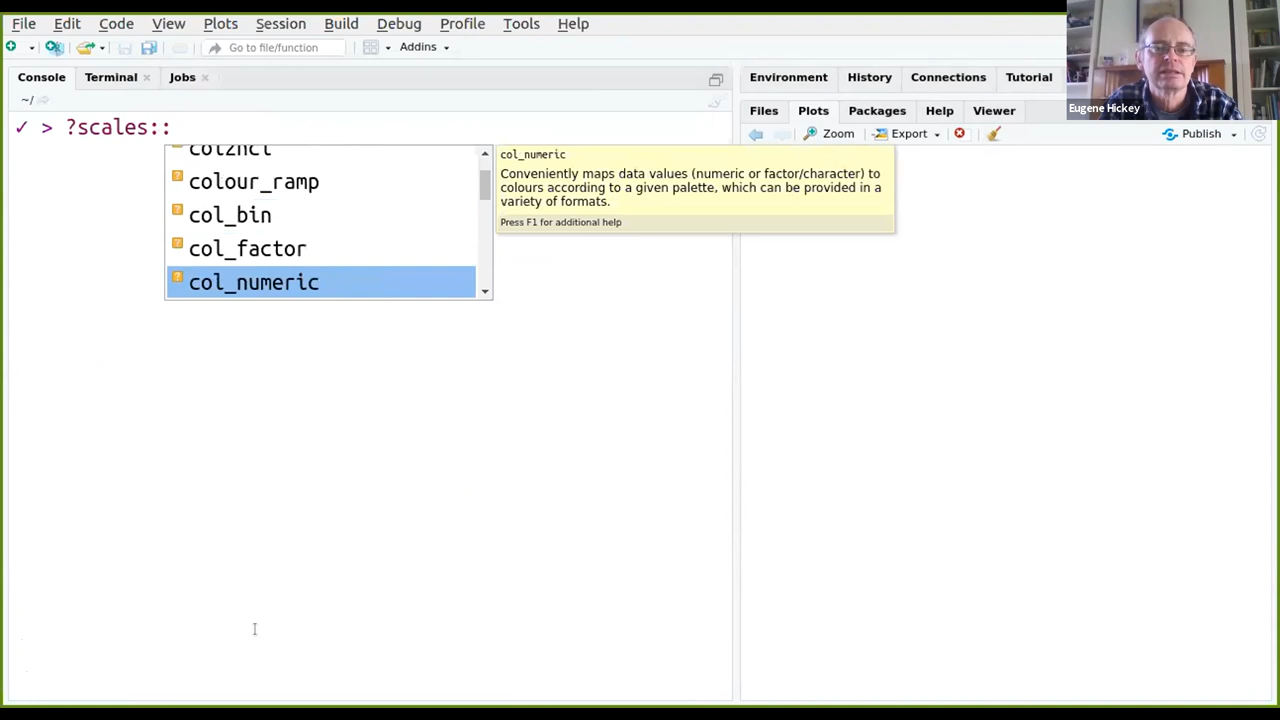 File Edit Code View Plots Session Build Debug Profile Tools Help
Go to file/function Addins
Eugene Hickey
Console Terminal Jobs
Environment History Connections Tutorial
~/
Files Plots Packages Help Viewer
Zoom Export Publish
✓ > ?scales::
colour_ramp
col_bin
col_factor
col_numeric
col_numeric
Conveniently maps data values (numeric or factor/character) to
colours according to a given palette, which can be provided in a
variety of formats.
Press F1 for additional help